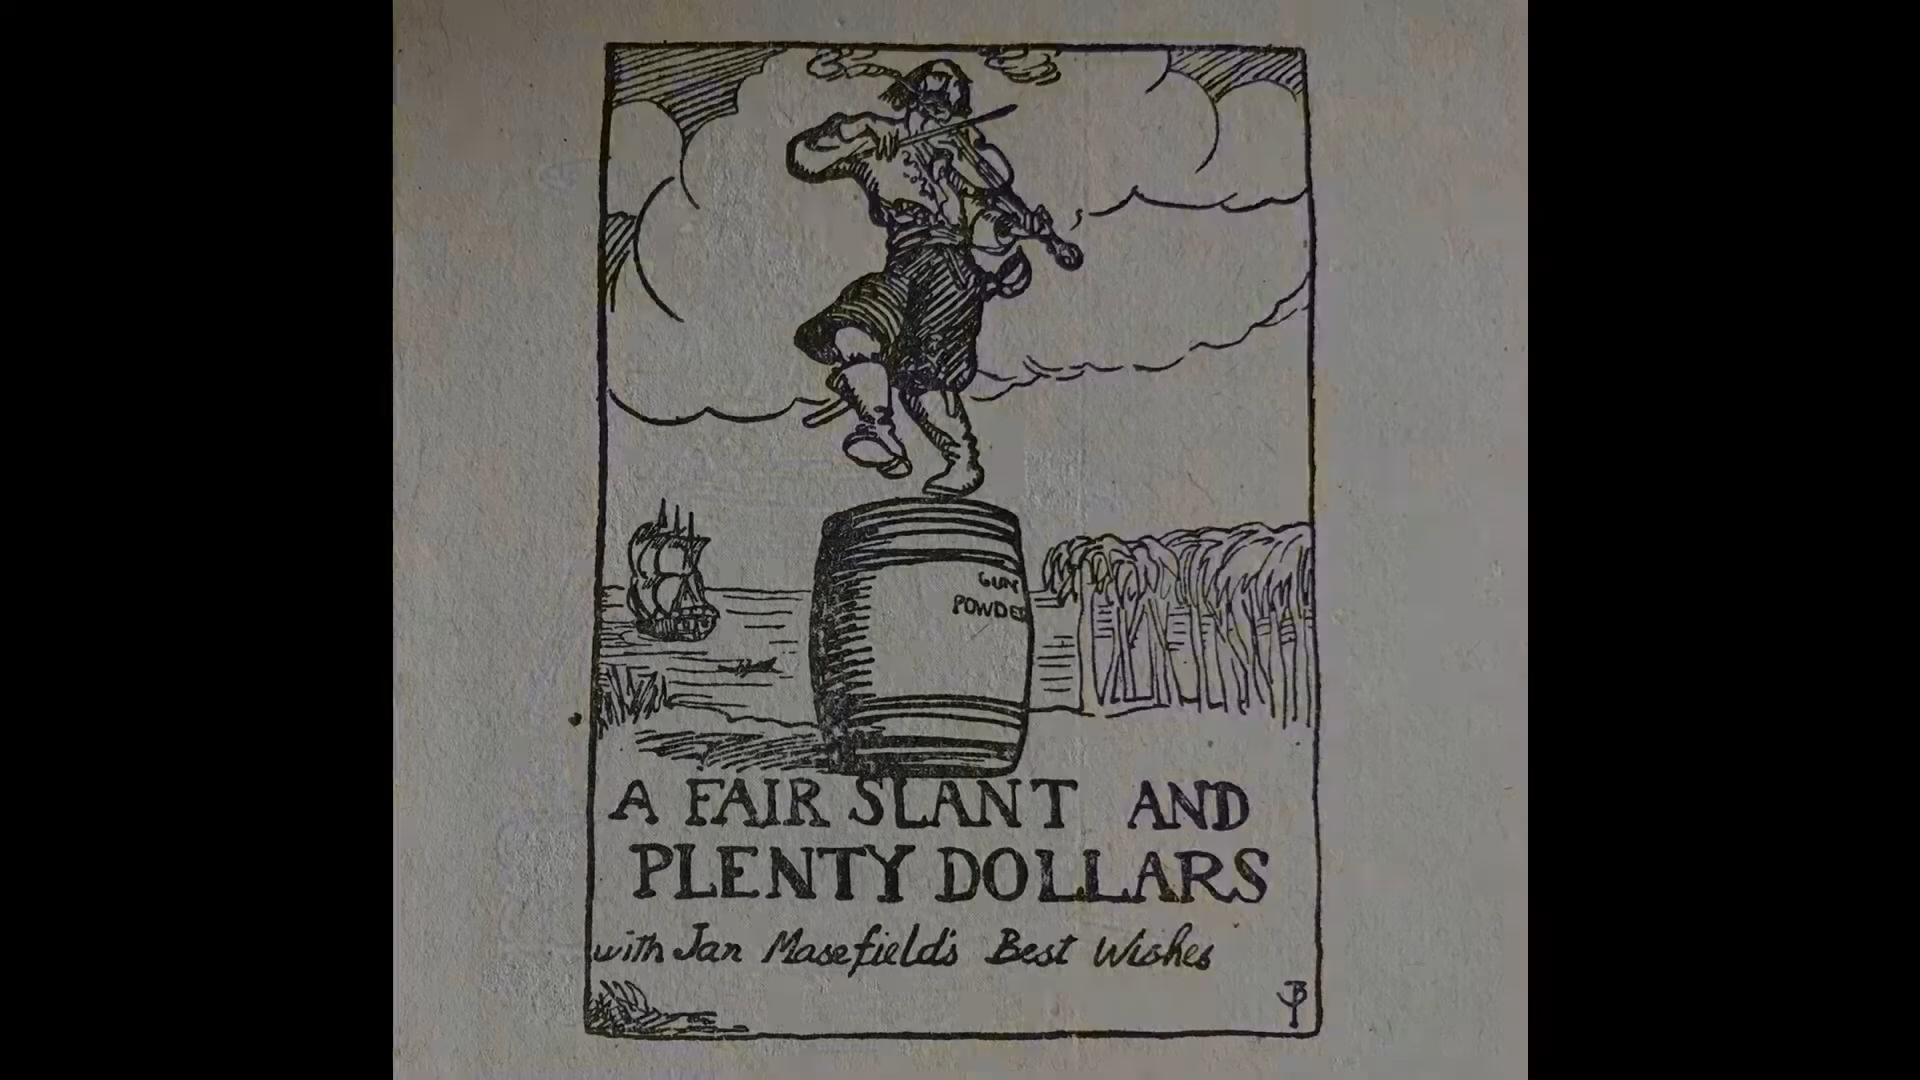 GUN
POWDER
A FAIR SLANT AND
PLENTY DOLLARS
with Jan Masefield's Best Wishes